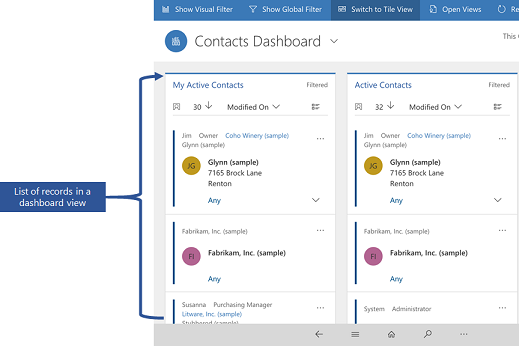 Show Visual Filter Show Global Filter Switch to Tile View Open Views Re
Contacts Dashboard
This
My Active Contacts Filtered
30 Modified On
Jim Owner Coho Winery (sample)
Glynn (sample)
JG Glynn (sample)
7165 Brock Lane
Renton
Any
Fabrikam, Inc. (sample)
FI Fabrikam, Inc. (sample)
Any
Susanna Purchasing Manager
Litware, Inc. (sample)
Stubberod (sample)
Active Contacts Filtered
32 Modified On
Jim Owner Coho Winery (sample)
Glynn (sample)
JG Glynn (sample)
7165 Brock Lane
Renton
Any
Fabrikam, Inc. (sample)
FI Fabrikam, Inc. (sample)
Any
System Administrator
List of records in a
dashboard view